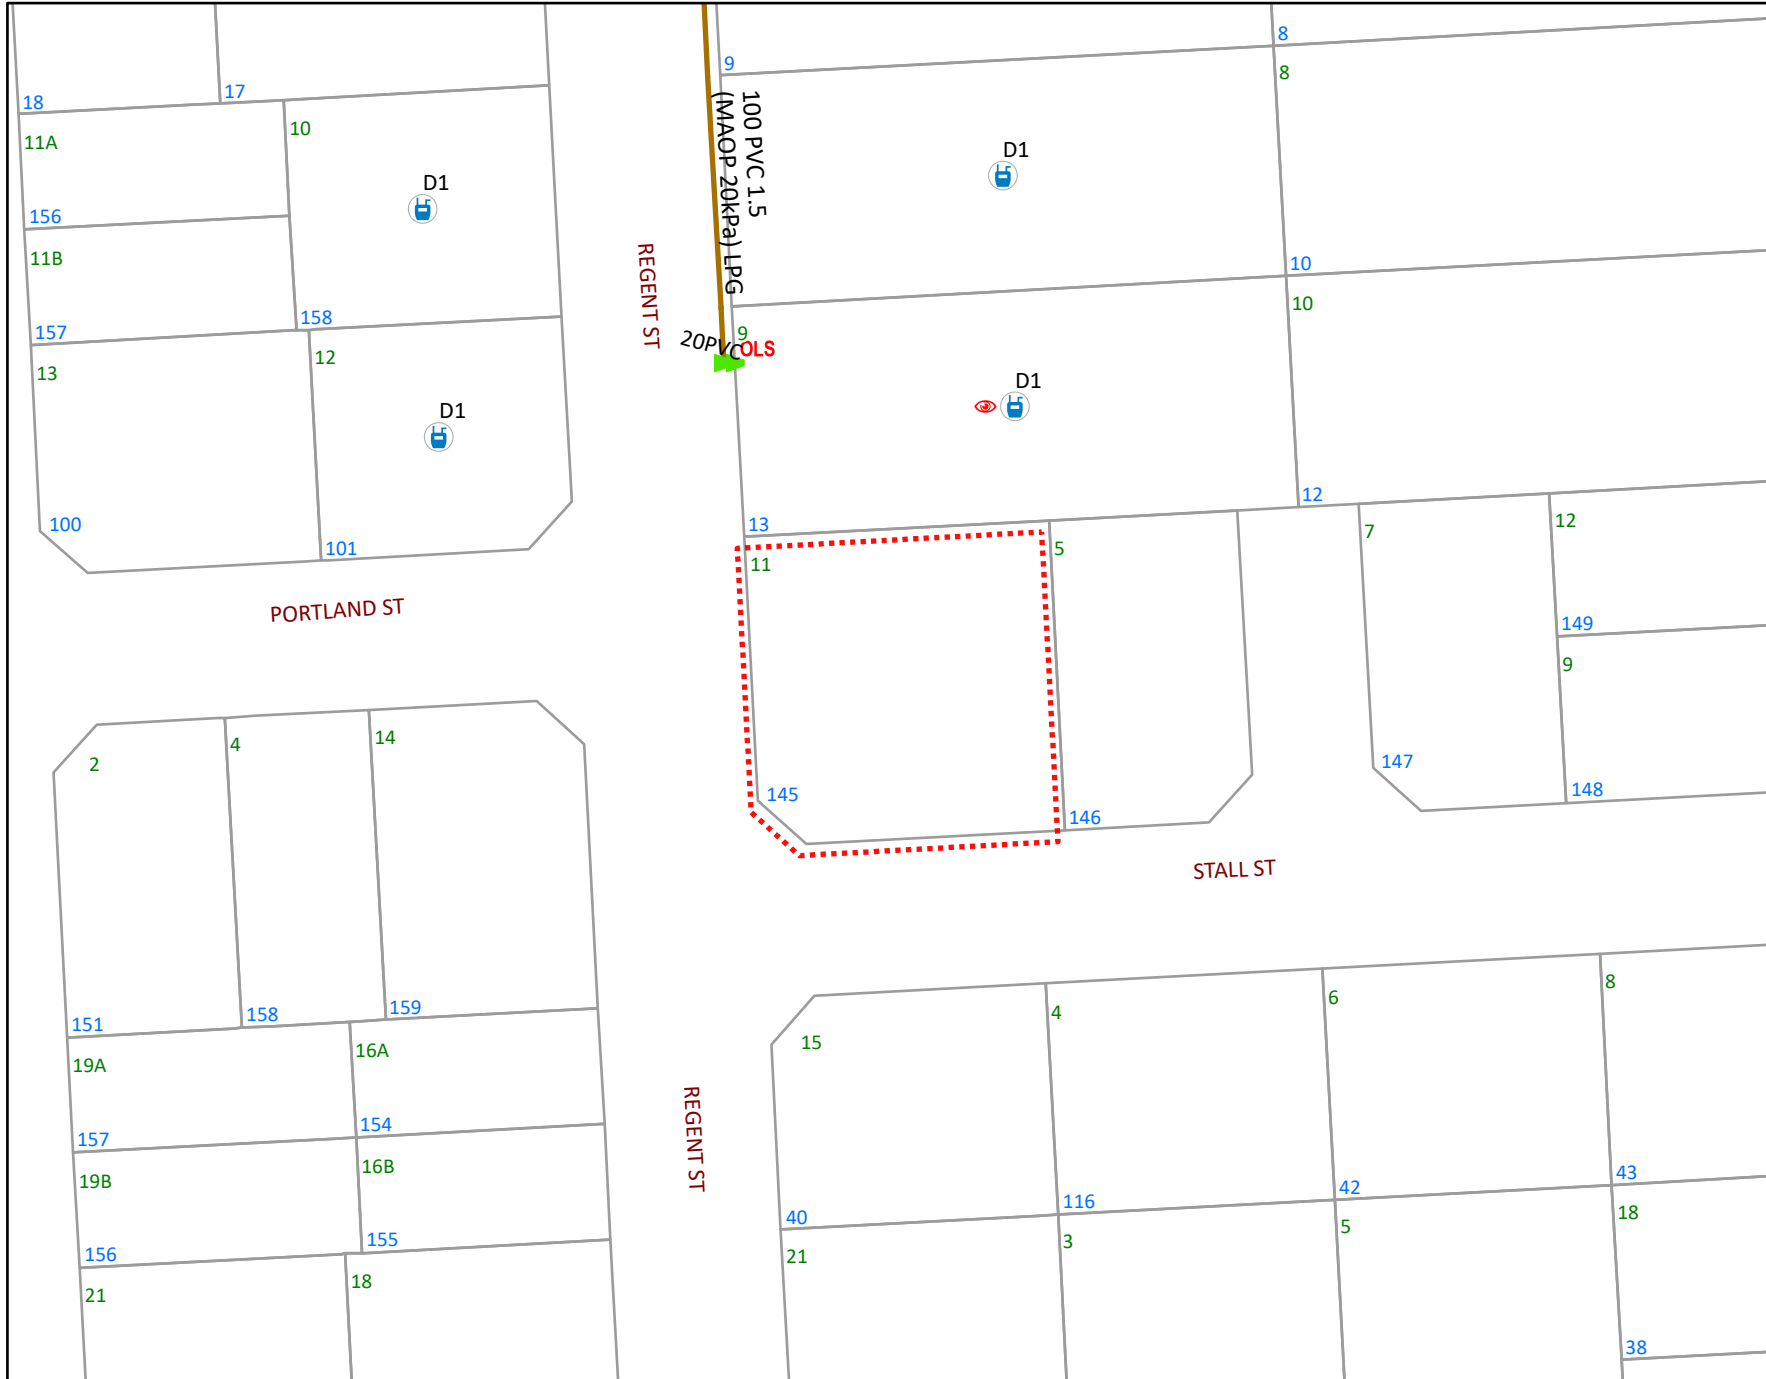 8
9
8
18
17
11A
10
100 PVC 1.5
(MAOP 20kPa) LPG
D1
D1
156
11B
REGENT ST
10
10
157
158
13
12
9
20PVC
OLS
D1
D1
100
101
13
12
11
5
7
12
PORTLAND ST
149
9
2
4
14
145
146
147
148
STALL ST
151
158
159
19A
16A
15
4
6
8
157
154
REGENT ST
19B
16B
40
116
42
43
156
155
21
3
5
18
21
18
38